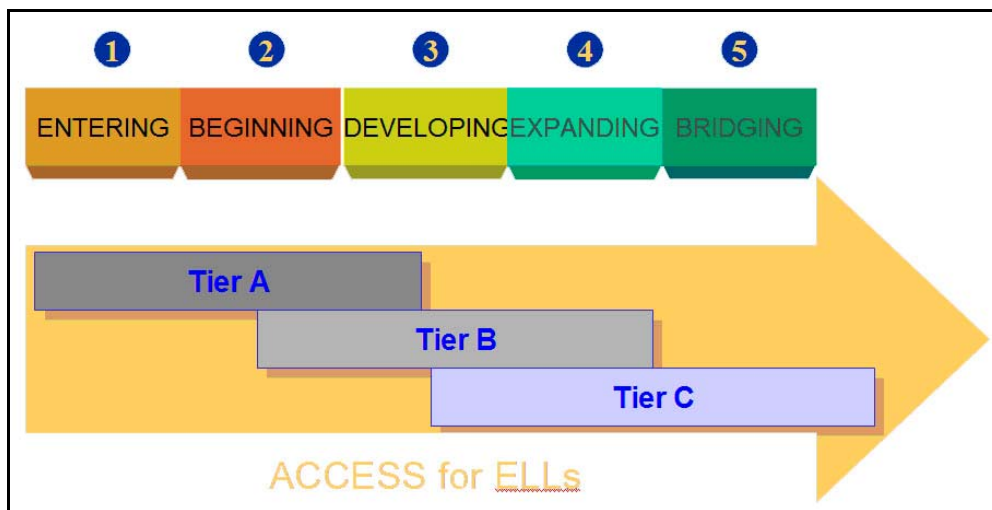 1 2 3 4 5
ENTERING BEGINNING DEVELOPING EXPANDING BRIDGING
Tier A
Tier B
Tier C
ACCESS for ELLs